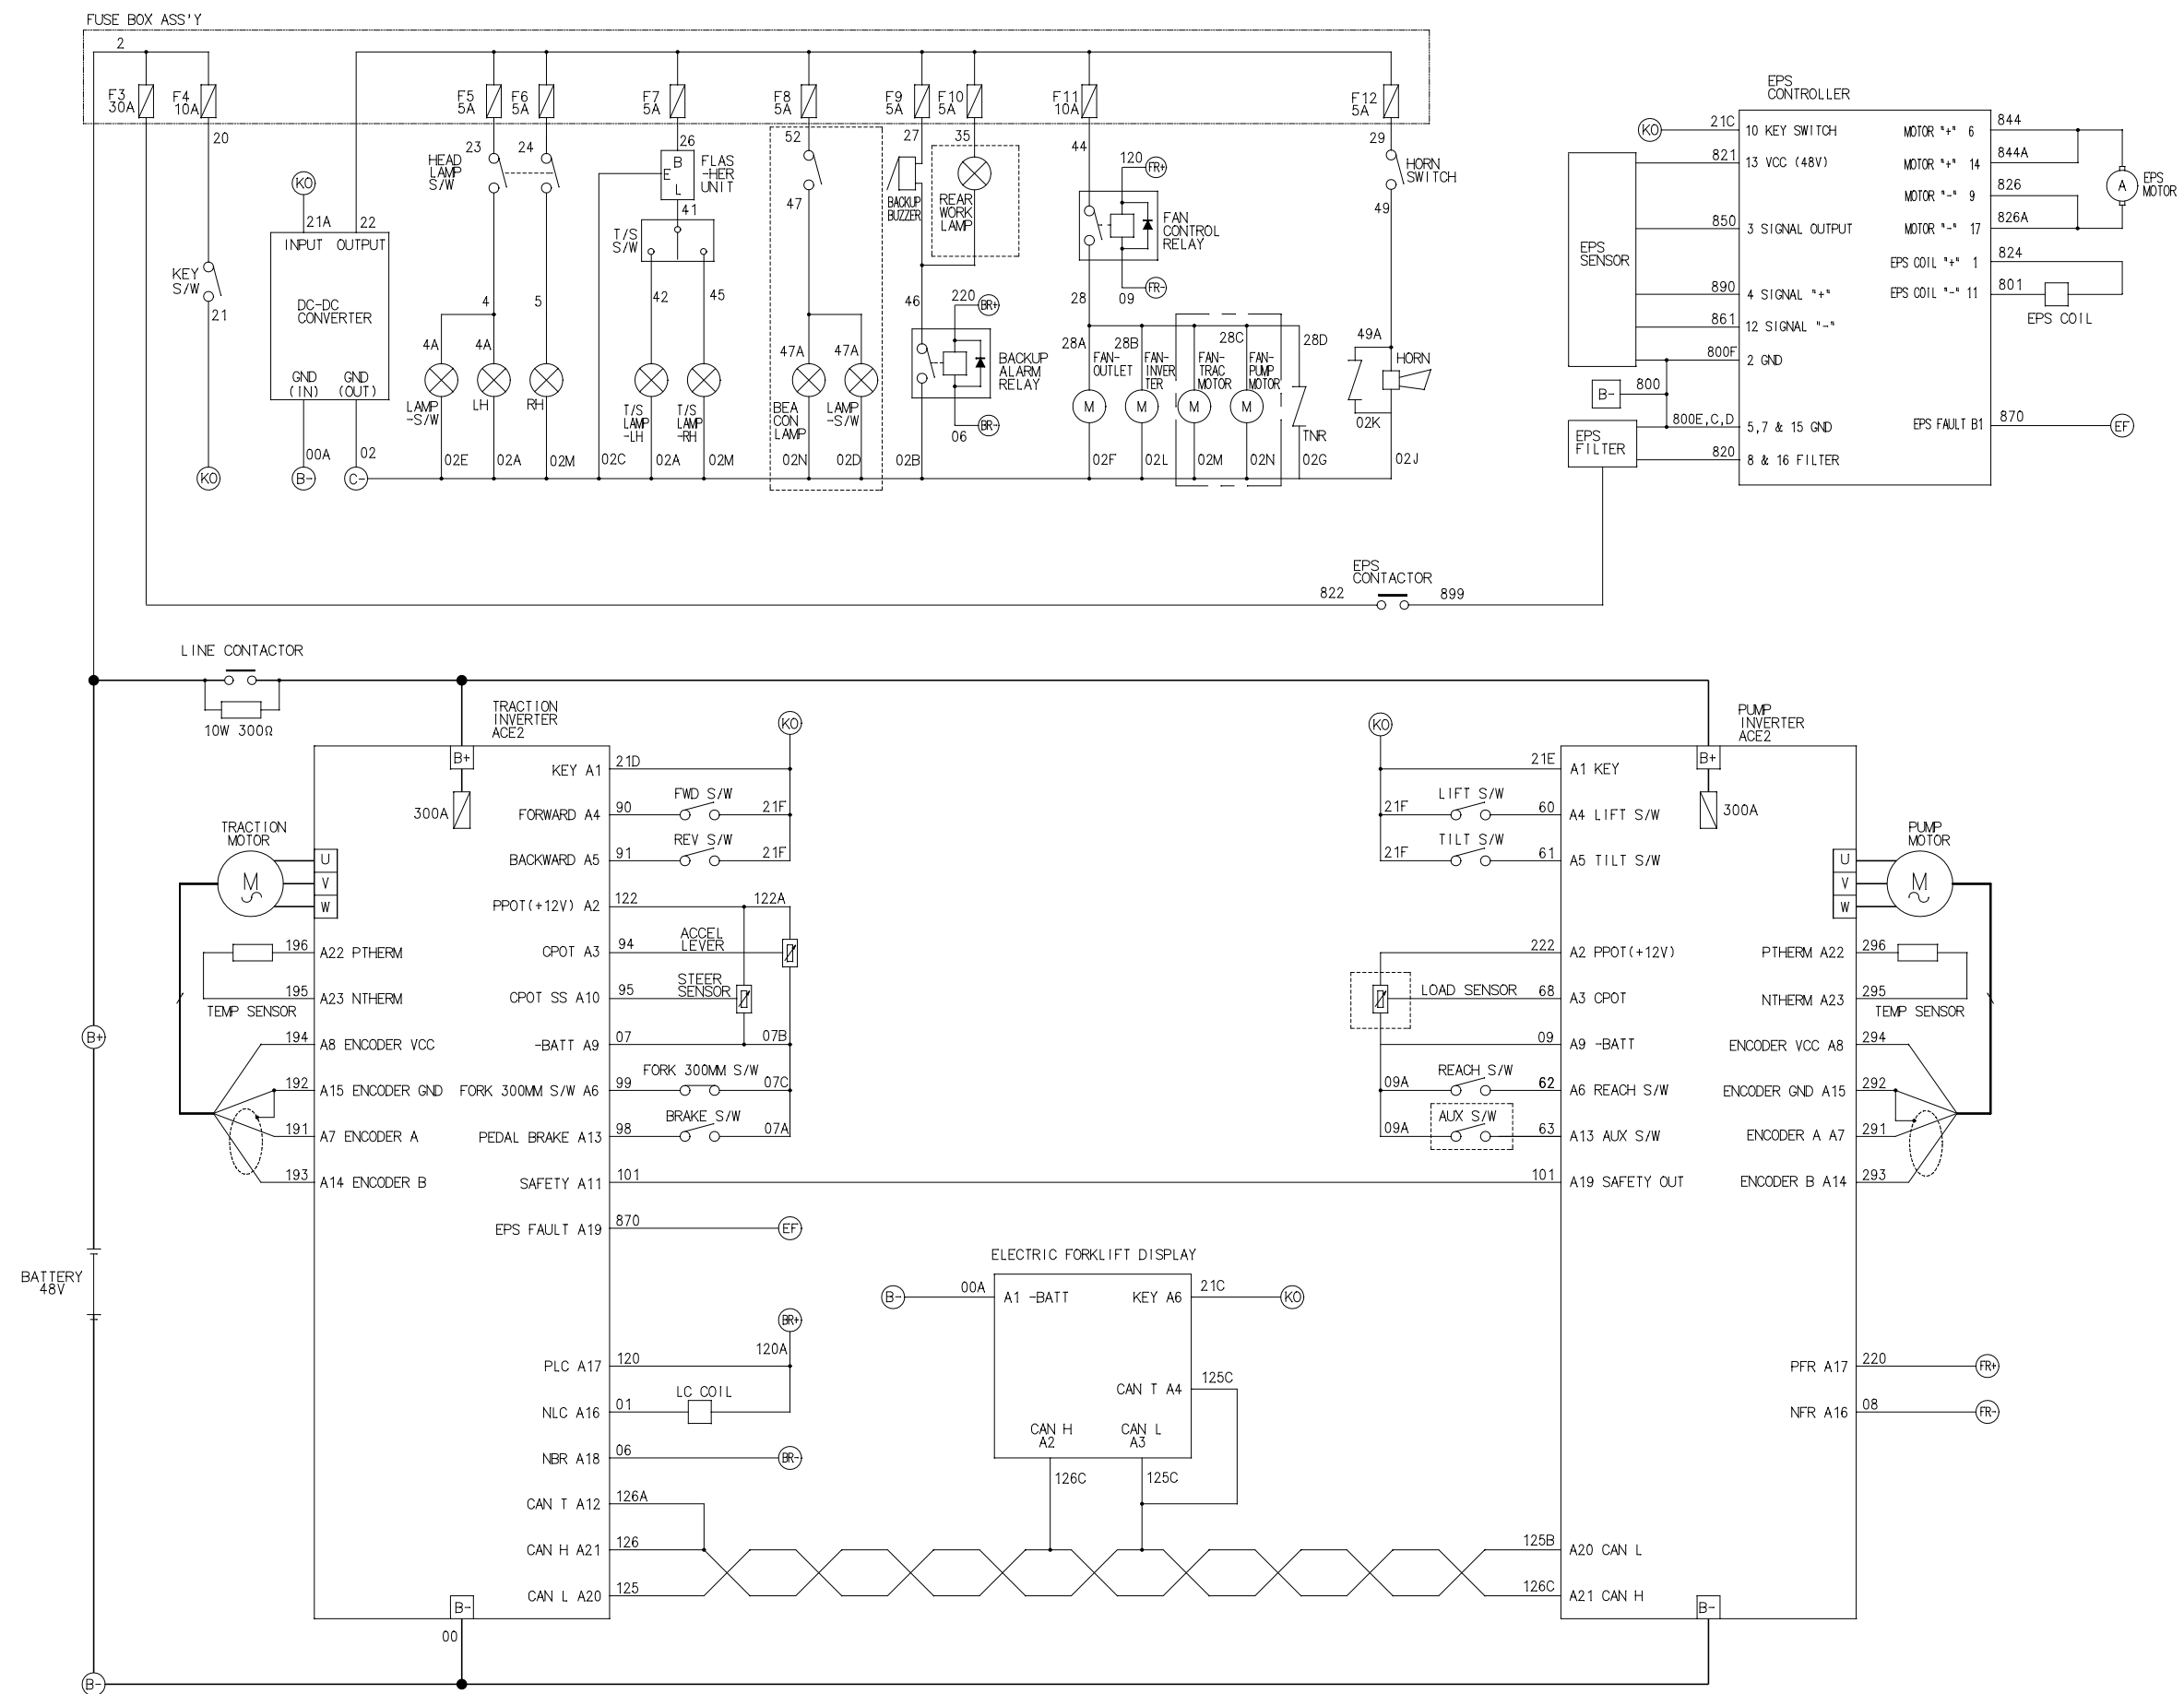 FUSE BOX ASS'Y
2
F3
30A
F4
10A
F5
5A
F6
5A
F7
5A
F8
5A
F9
5A
F10
5A
F11
10A
F12
5A
20
KEY
S/W
21
KO
KO
21A
22
INPUT
OUTPUT
DC-DC
CONVERTER
GND
(IN)
GND
(OUT)
00A
02
B-
C-
HEAD
LAMP
S/W
23
24
4
5
4A
4A
LAMP
-S/W
LH
RH
02E
02A
02M
26
B
E
L
FLAS
-HER
UNIT
41
T/S
S/W
42
45
T/S
LAMP
-LH
T/S
LAMP
-RH
02C
02A
02M
52
47
47A
47A
BEA
CON
LAMP
LAMP
-S/W
02N
02D
27
35
BACKUP
BUZZER
REAR
WORK
LAMP
46
220
BR+
BACKUP
ALARM
RELAY
06
BR-
02B
44
120
FR+
FAN
CONTROL
RELAY
28
09
FR-
28A
28B
28C
28D
FAN-
OUTLET
FAN-
INVER
TER
FAN-
TRAC
MOTOR
FAN-
PUMP
MOTOR
M
M
M
M
TNR
02F
02L
02M
02N
02G
29
HORN
SWITCH
49
49A
HORN
02K
02J
EPS
CONTROLLER
KO
21C
10 KEY SWITCH
821
13 VCC (48V)
850
3 SIGNAL OUTPUT
890
4 SIGNAL "+"
861
12 SIGNAL "-"
800F
2 GND
800
B-
800E,C,D
5,7 & 15 GND
820
8 & 16 FILTER
EPS
SENSOR
EPS
FILTER
MOTOR "+" 6
844
MOTOR "+" 14
844A
MOTOR "-" 9
826
MOTOR "-" 17
826A
EPS COIL "+" 1
824
EPS COIL "-" 11
801
EPS FAULT B1
870
EF
A
EPS
MOTOR
EPS COIL
EPS
CONTACTOR
822
899
LINE CONTACTOR
10W 300Ω
B+
BATTERY
48V
B-
TRACTION
INVERTER
ACE2
B+
300A
TRACTION
MOTOR
M
U
V
W
196
A22 PTHERM
195
A23 NTHERM
TEMP SENSOR
194
A8 ENCODER VCC
192
A15 ENCODER GND
191
A7 ENCODER A
193
A14 ENCODER B
KO
KEY A1
21D
FORWARD A4
90
FWD S/W
21F
BACKWARD A5
91
REV S/W
21F
PPOT(+12V) A2
122
122A
CPOT A3
94
ACCEL
LEVER
CPOT SS A10
95
STEER
SENSOR
-BATT A9
07
07B
FORK 300MM S/W A6
99
FORK 300MM S/W
07C
PEDAL BRAKE A13
98
BRAKE S/W
07A
SAFETY A11
101
EPS FAULT A19
870
EF
BR+
120A
PLC A17
120
NLC A16
01
LC COIL
NBR A18
06
BR-
CAN T A12
126A
CAN H A21
126
CAN L A20
125
B-
00
ELECTRIC FORKLIFT DISPLAY
B-
00A
A1 -BATT
KEY A6
21C
KO
CAN T A4
125C
CAN H
A2
CAN L
A3
126C
125C
PUMP
INVERTER
ACE2
KO
21E
A1 KEY
B+
300A
21F
LIFT S/W
60
A4 LIFT S/W
21F
TILT S/W
61
A5 TILT S/W
222
A2 PPOT(+12V)
LOAD SENSOR
68
A3 CPOT
09
A9 -BATT
09A
REACH S/W
62
A6 REACH S/W
09A
AUX S/W
63
A13 AUX S/W
101
A19 SAFETY OUT
PUMP
MOTOR
M
U
V
W
PTHERM A22
296
NTHERM A23
295
TEMP SENSOR
ENCODER VCC A8
294
ENCODER GND A15
292
ENCODER A A7
291
ENCODER B A14
293
PFR A17
220
FR+
NFR A16
08
FR-
125B
A20 CAN L
126C
A21 CAN H
B-